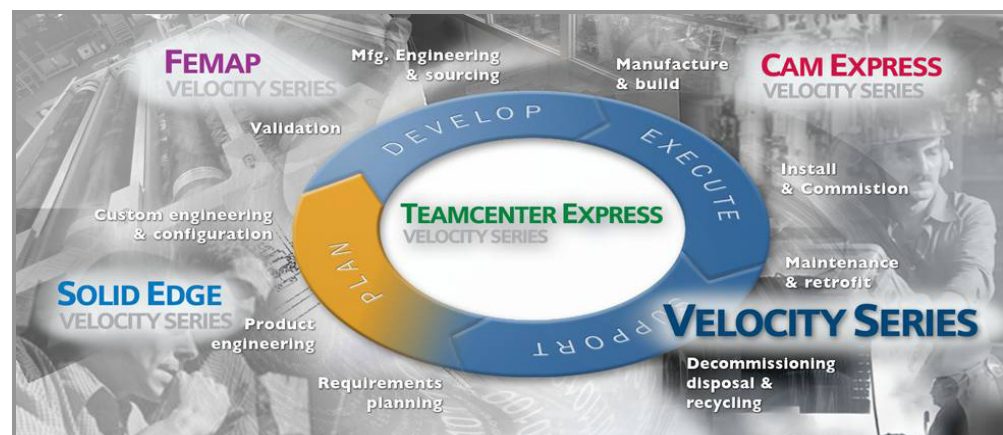 FEMAP
VELOCITY SERIES
Mfg. Engineering
& sourcing
Manufacture
& build
CAM EXPRESS
VELOCITY SERIES
Validation
DEVELOP
EXECUTE
Install
& Commistion
Custom engineering
& configuration
TEAMCENTER EXPRESS
VELOCITY SERIES
PLAN
Maintenance
& retrofit
SOLID EDGE
VELOCITY SERIES
Product
engineering
SUPPORT
VELOCITY SERIES
Requirements
planning
Decommissioning
disposal &
recycling